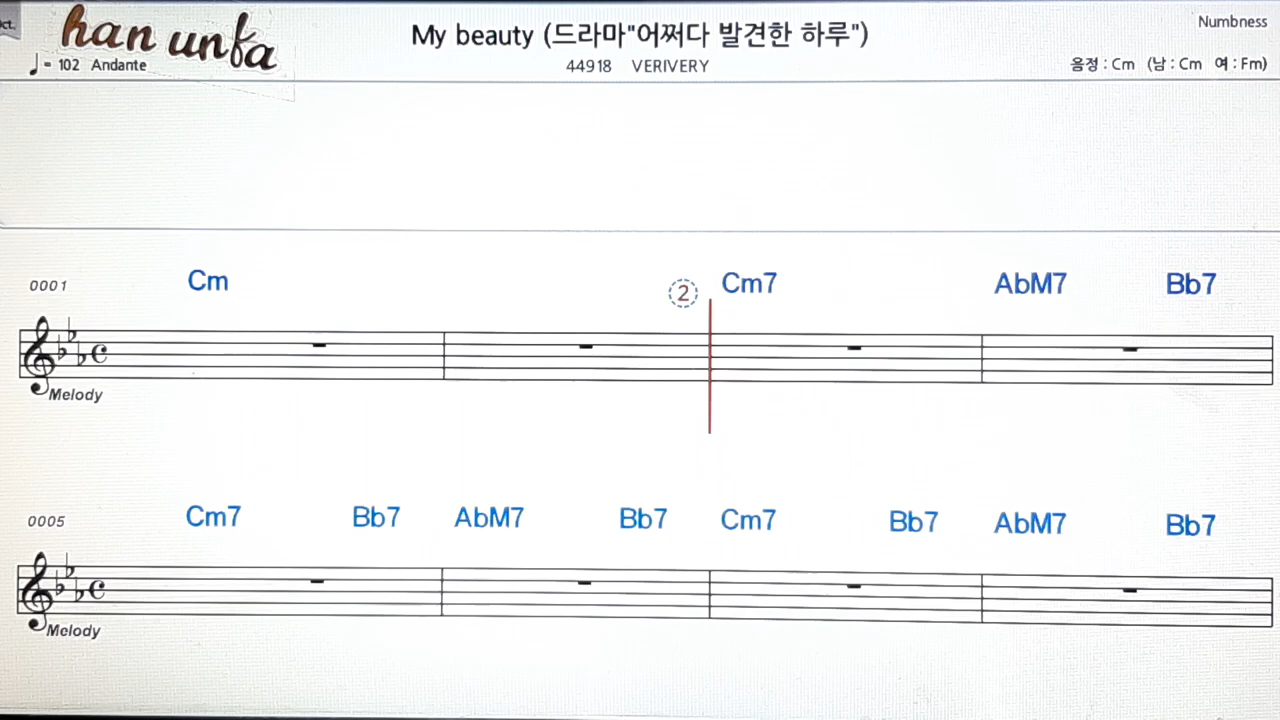 ct.
han unfa
My beauty (드라마"어쩌다 발견한 하루")
Numbness
♩= 102 Andante
44918 VERIVERY
음정 : Cm (남 : Cm 여 : Fm)
0001 Cm ② Cm7 AbM7 Bb7
Melody
0005 Cm7 Bb7 AbM7 Bb7 Cm7 Bb7 AbM7 Bb7
Melody